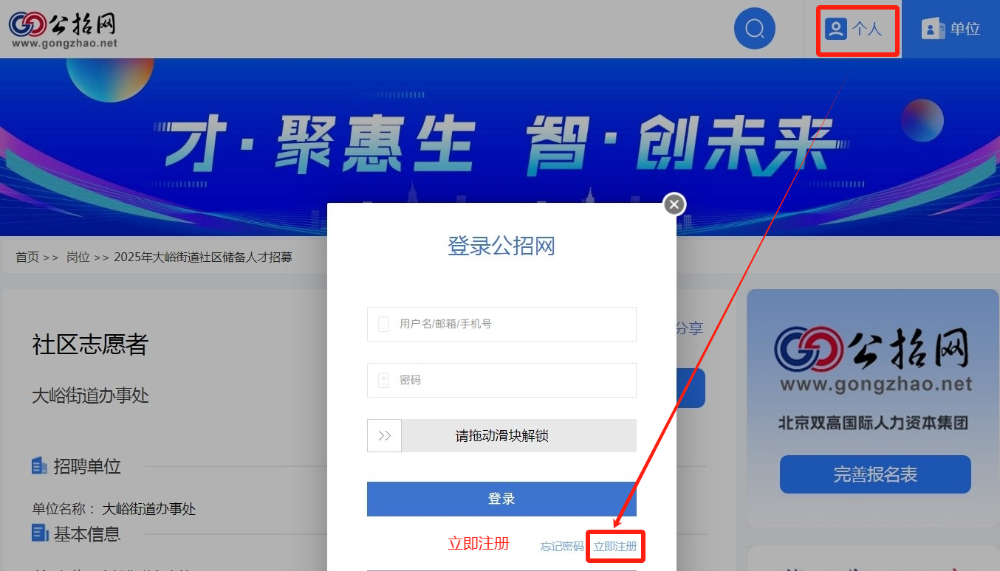 公招网
www.gongzhao.net
个人
单位
才·聚惠生 智·创未来
首页 >> 岗位 >> 2025年大峪街道社区储备人才招募
登录公招网
用户名/邮箱/手机号
密码
请拖动滑块解锁
登录
立即注册
忘记密码
立即注册
社区志愿者
分享
大峪街道办事处
招聘单位
单位名称: 大峪街道办事处
基本信息
公招网
www.gongzhao.net
北京双高国际人力资本集团
完善报名表